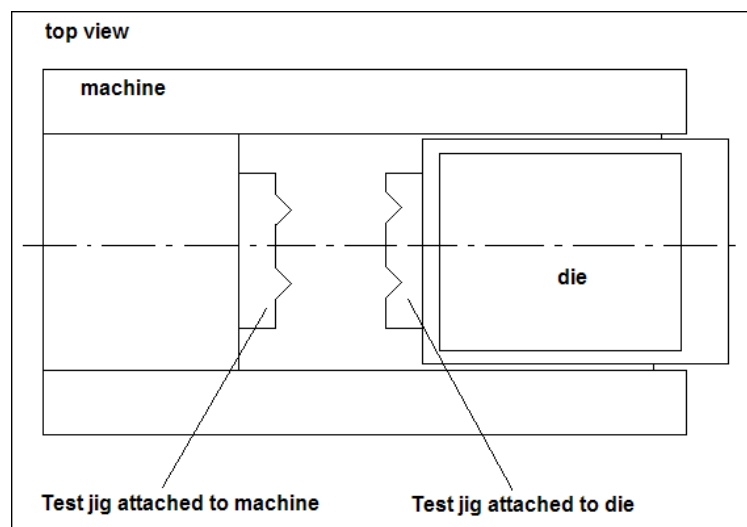 top view
machine
die
Test jig attached to machine
Test jig attached to die